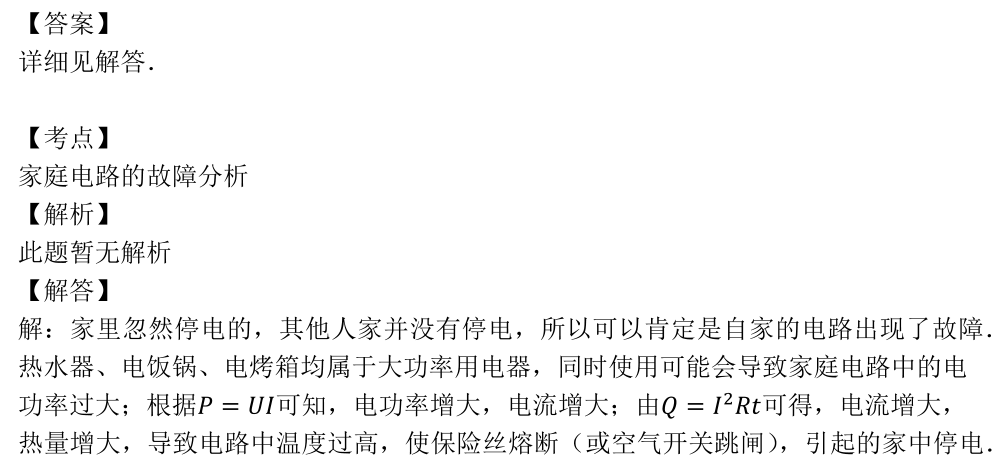 【答案】
详细见解答．
【考点】
家庭电路的故障分析
【解析】
此题暂无解析
【解答】
解：家里忽然停电的，其他人家并没有停电，所以可以肯定是自家的电路出现了故障．
热水器、电饭锅、电烤箱均属于大功率用电器，同时使用可能会导致家庭电路中的电
功率过大；根据P = UI可知，电功率增大，电流增大；由Q = I²Rt可得，电流增大，
热量增大，导致电路中温度过高，使保险丝熔断（或空气开关跳闸），引起的家中停电．